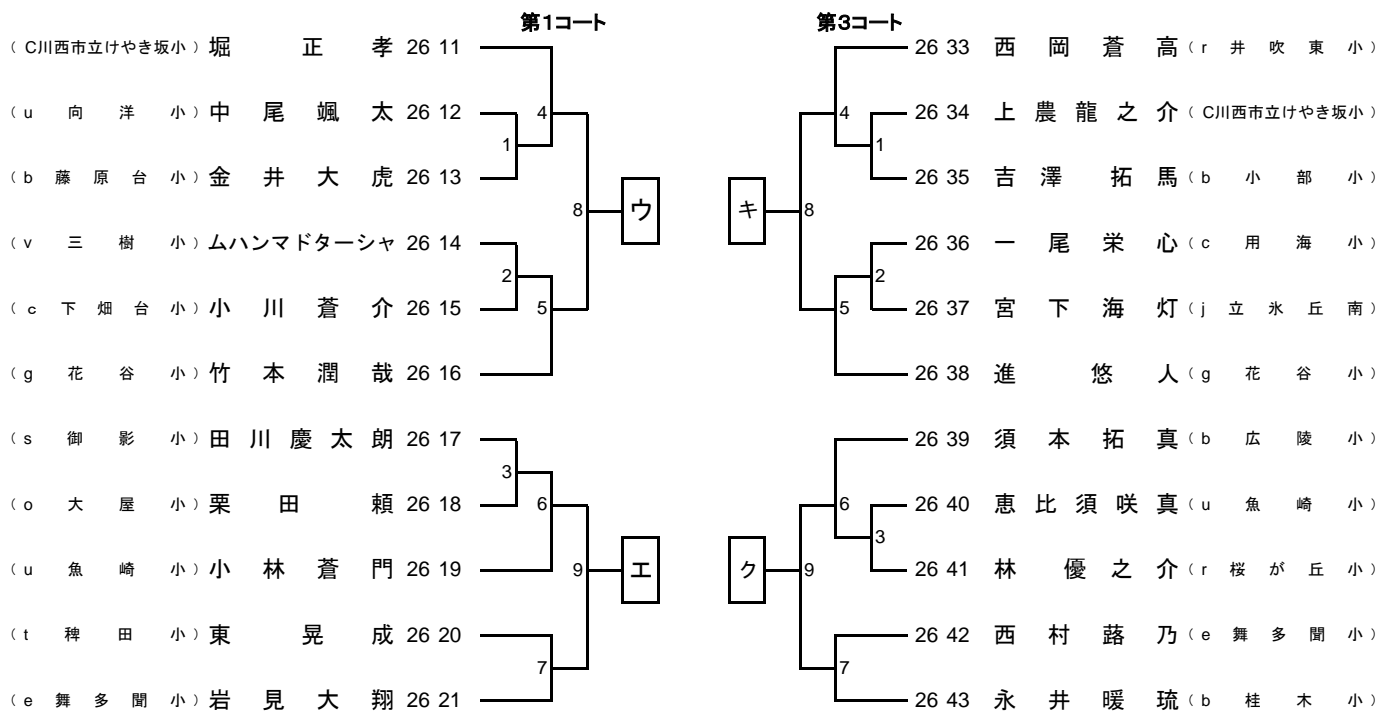 第1コート
( C川西市立けやき坂小 ) 堀 正 孝 26 11
( u 向 洋 小 ) 中 尾 颯 太 26 12
4
1
( b 藤 原 台 小 ) 金 井 大 虎 26 13
8 ウ
( v 三 樹 小 ) ムハンマドターシャ 26 14
2
( c 下 畑 台 小 ) 小 川 蒼 介 26 15
5
( g 花 谷 小 ) 竹 本 潤 哉 26 16
( s 御 影 小 ) 田 川 慶 太 朗 26 17
3
( o 大 屋 小 ) 栗 田 頼 26 18
6
( u 魚 崎 小 ) 小 林 蒼 門 26 19
9 エ
( t 稗 田 小 ) 東 晃 成 26 20
7
( e 舞 多 聞 小 ) 岩 見 大 翔 26 21
第3コート
26 33 西 岡 蒼 高 ( r 井 吹 東 小 )
4
26 34 上 農 龍 之 介 ( C川西市立けやき坂小 )
1
26 35 吉 澤 拓 馬 ( b 小 部 小 )
キ 8
26 36 一 尾 栄 心 ( c 用 海 小 )
2
26 37 宮 下 海 灯 ( j 立 氷 丘 南 )
5
26 38 進 悠 人 ( g 花 谷 小 )
26 39 須 本 拓 真 ( b 広 陵 小 )
6
26 40 恵 比 須 咲 真 ( u 魚 崎 小 )
3
26 41 林 優 之 介 ( r 桜 が 丘 小 )
ク 9
26 42 西 村 蕗 乃 ( e 舞 多 聞 小 )
7
26 43 永 井 暖 琉 ( b 桂 木 小 )